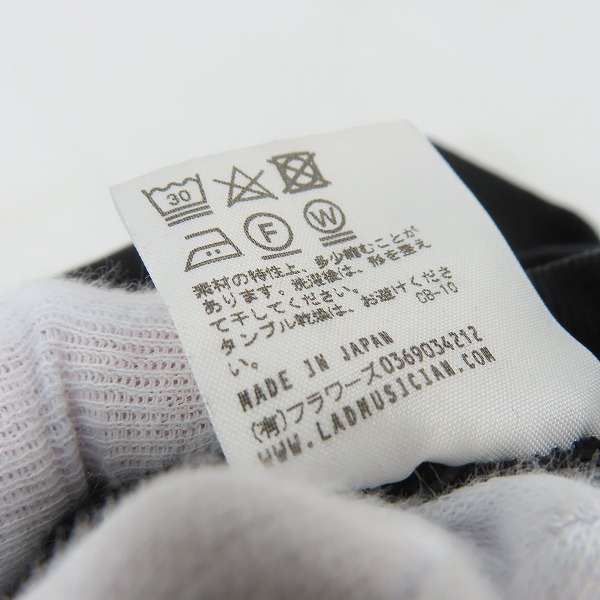 30
F W
素材の特性上、多少縮むことが
あります。洗濯後は、形を整え
て干してください。
タンブル乾燥は、お避けくださ
い。 GB-10
MADE IN JAPAN
(有)フラワーズ0369034212
WWW.LADMUSICIAN.COM